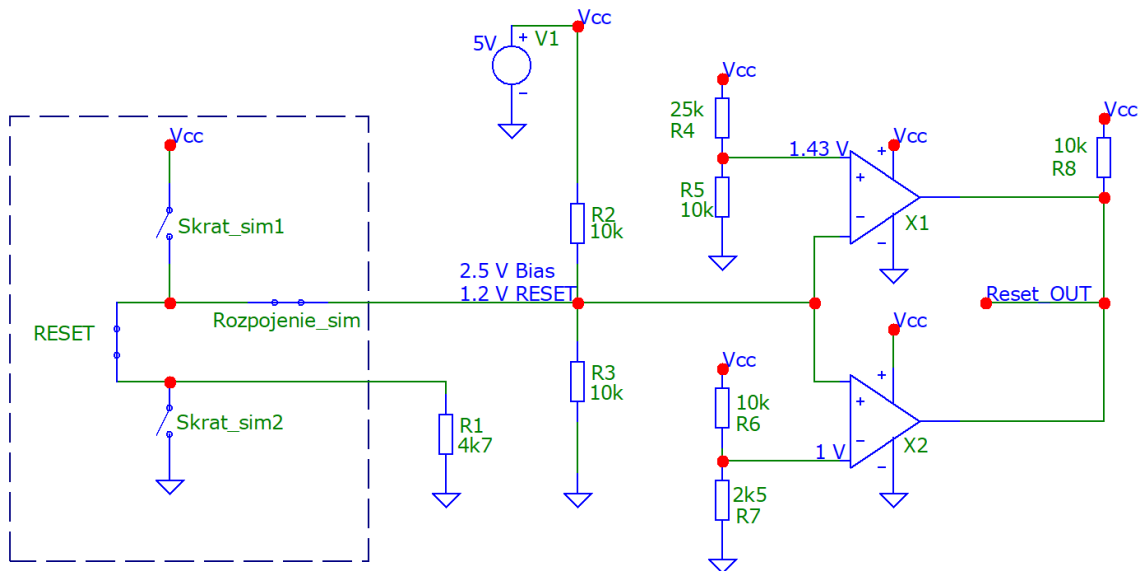 Vcc
5V
V1
Vcc
25k
R4
Vcc
10k
R8
Vcc
Vcc
Skrat_sim1
R2
10k
R5
10k
1.43 V
+
-
+
-
X1
2.5 V Bias
1.2 V RESET
Rozpojenie_sim
RESET
Reset_OUT
Vcc
Skrat_sim2
R1
4k7
R3
10k
Vcc
10k
R6
1 V
+
-
+
-
X2
2k5
R7
+
-